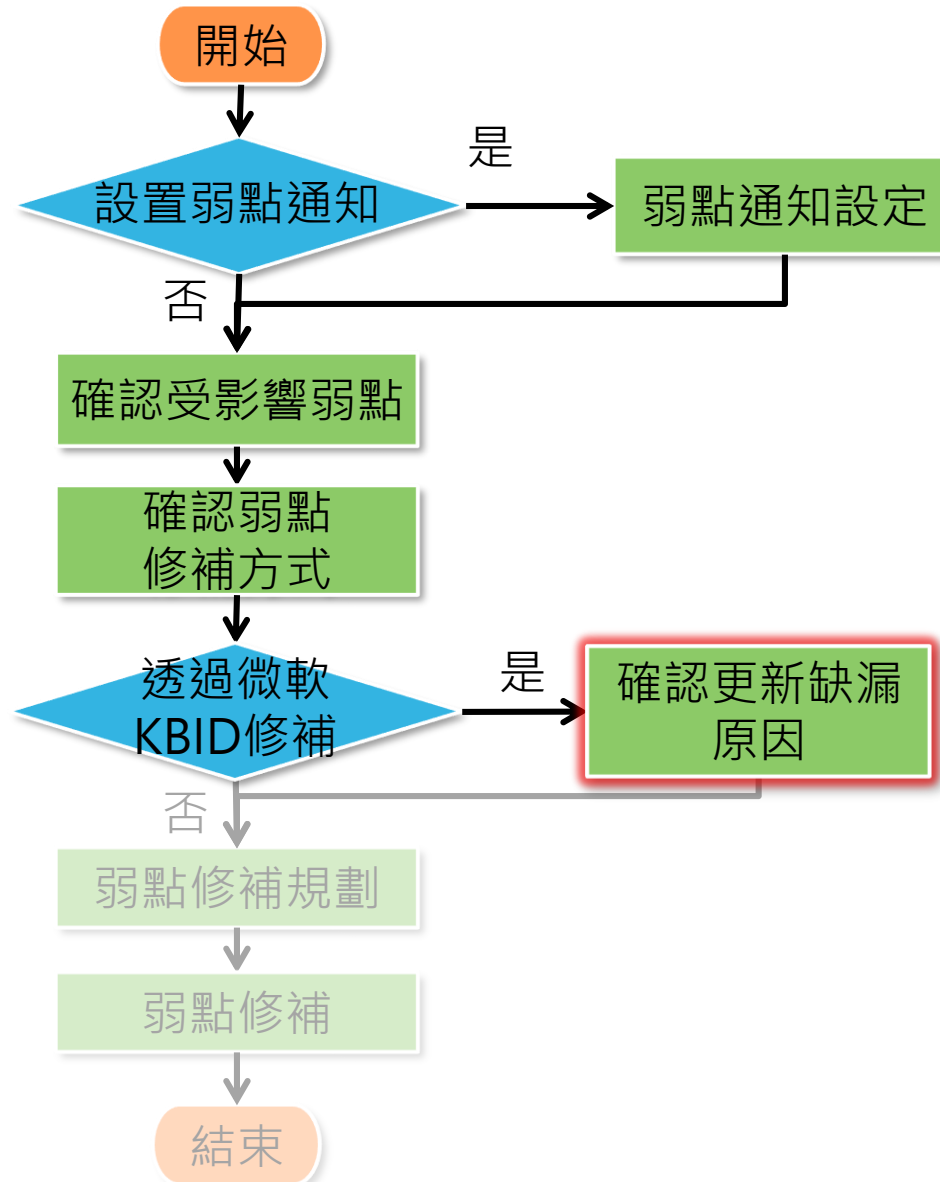 開始
設置弱點通知
是
弱點通知設定
否
確認受影響弱點
確認弱點
修補方式
透過微軟
KBID修補
是
確認更新缺漏
原因
否
弱點修補規劃
弱點修補
結束